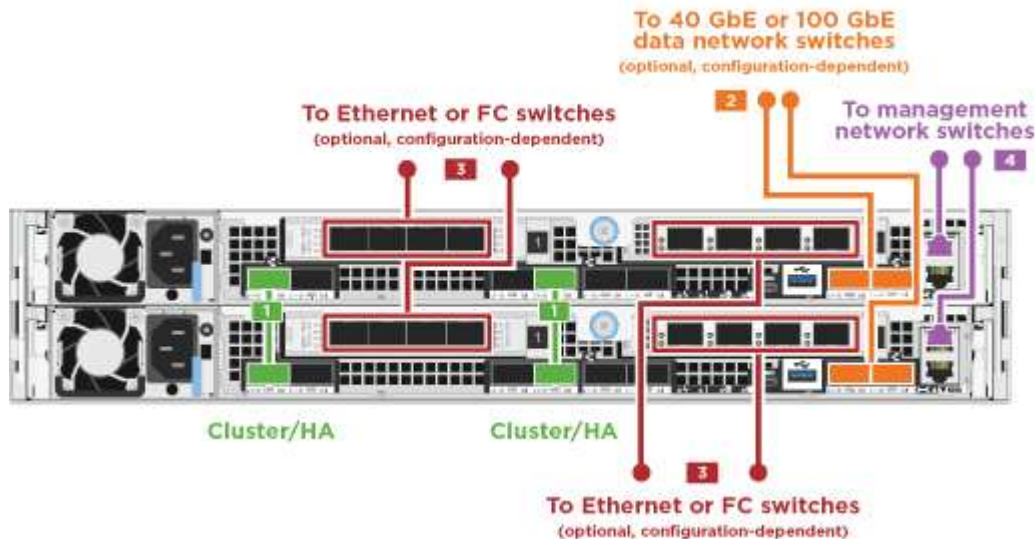 To 40 GbE or 100 GbE
data network switches
(optional, configuration-dependent)
2
To Ethernet or FC switches
(optional, configuration-dependent)
3
To management
network switches
4
1
1
1
1
1
1
Cluster/HA
Cluster/HA
3
To Ethernet or FC switches
(optional, configuration-dependent)